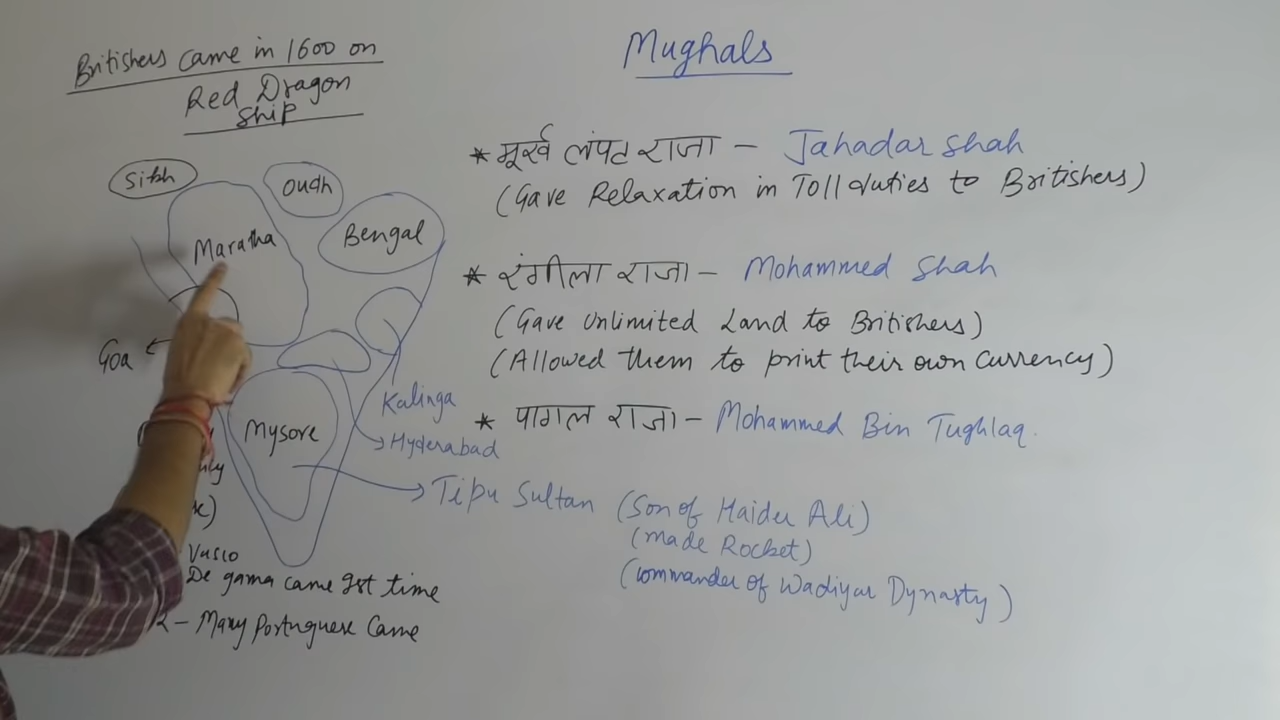 Britishers came in 1600 on
Red Dragon
Ship
Sikh
Oudh
Maratha
Bengal
Goa
Kalinga
Hyderabad
Mysore
Vasco
De gama came Ist time
2 - Many Portuguese Came
Mughals
* मूर्ख लंपट राजा - Jahadar Shah
(Gave Relaxation in Toll duties to Britishers)
* रंगीला राजा - Mohammed Shah
(Gave Unlimited Land to Britishers)
(Allowed them to print their own currency)
* पागल राजा - Mohammed Bin Tughlaq.
Tipu Sultan (Son of Haider Ali)
(made Rocket)
(Commander of Wadiyar Dynasty)